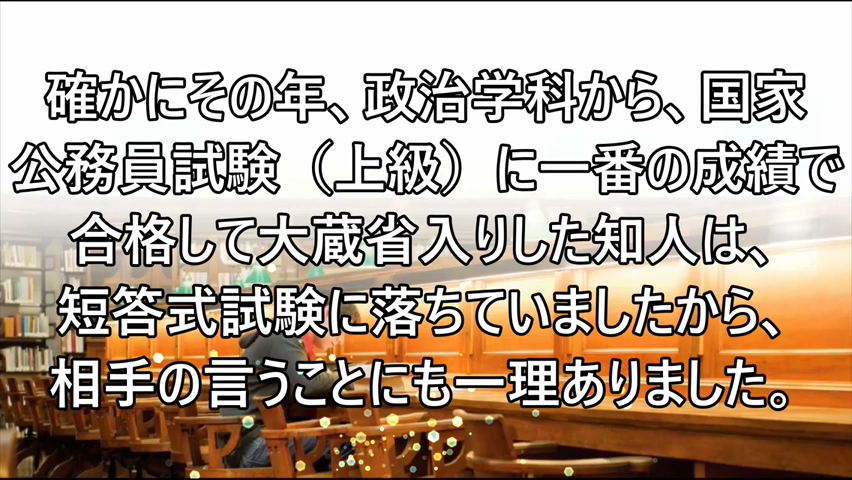 確かにその年、政治学科から、国家
公務員試験（上級）に一番の成績で
合格して大蔵省入りした知人は、
短答式試験に落ちていましたから、
相手の言うことにも一理ありました。